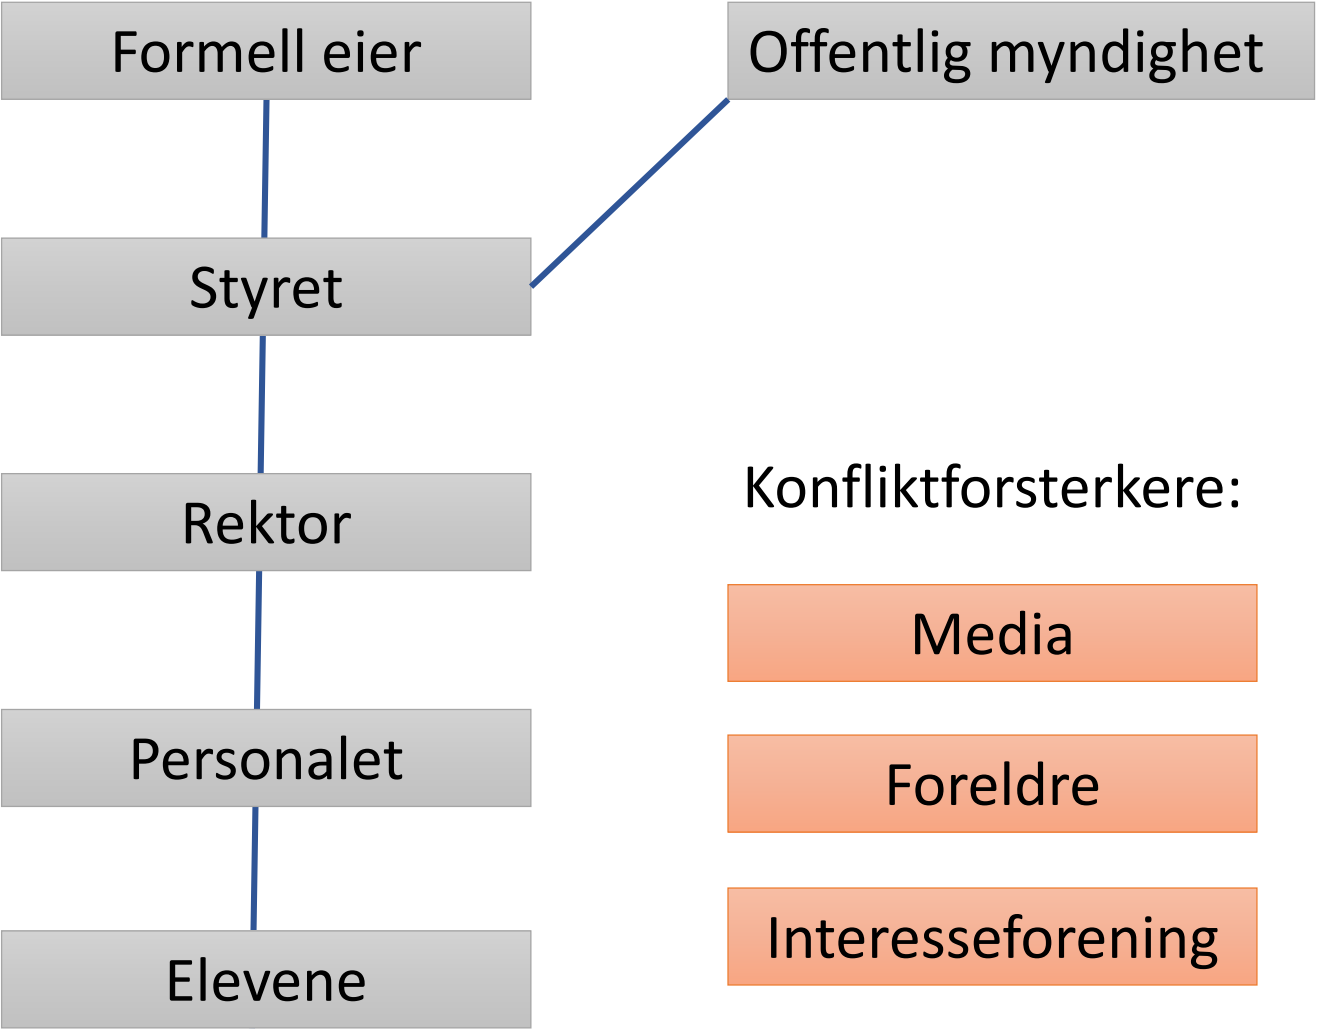 Formell eier
Offentlig myndighet
Styret
Rektor
Personalet
Elevene
Konfliktforsterkere:
Media
Foreldre
Interesseforening